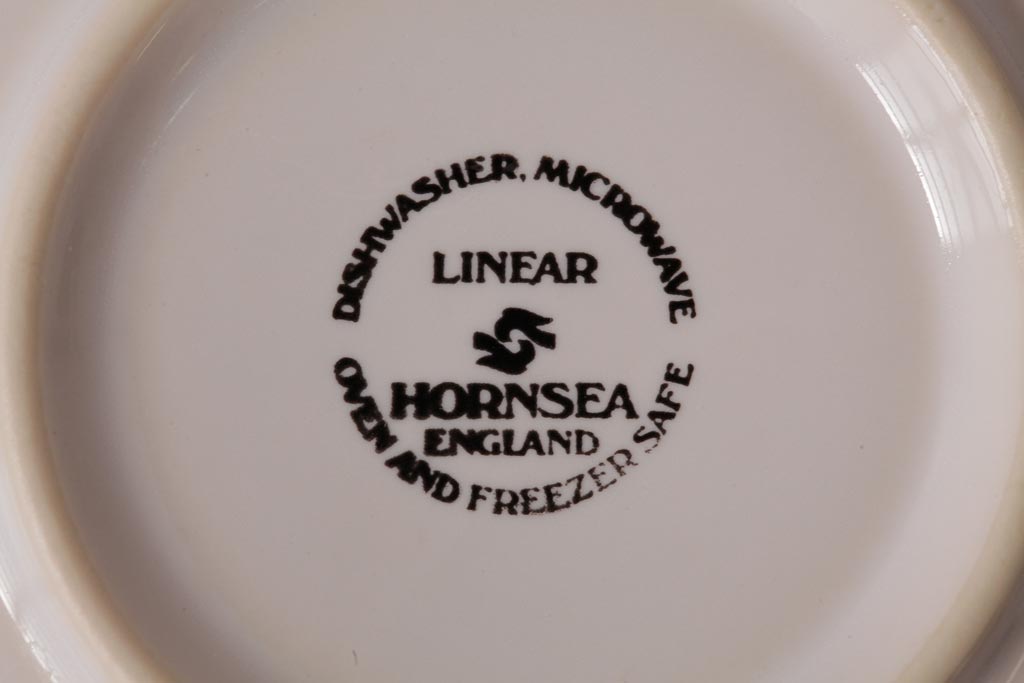 DISHWASHER, MICROWAVE
LINEAR
HORNSEA
ENGLAND
OVEN AND FREEZER SAFE